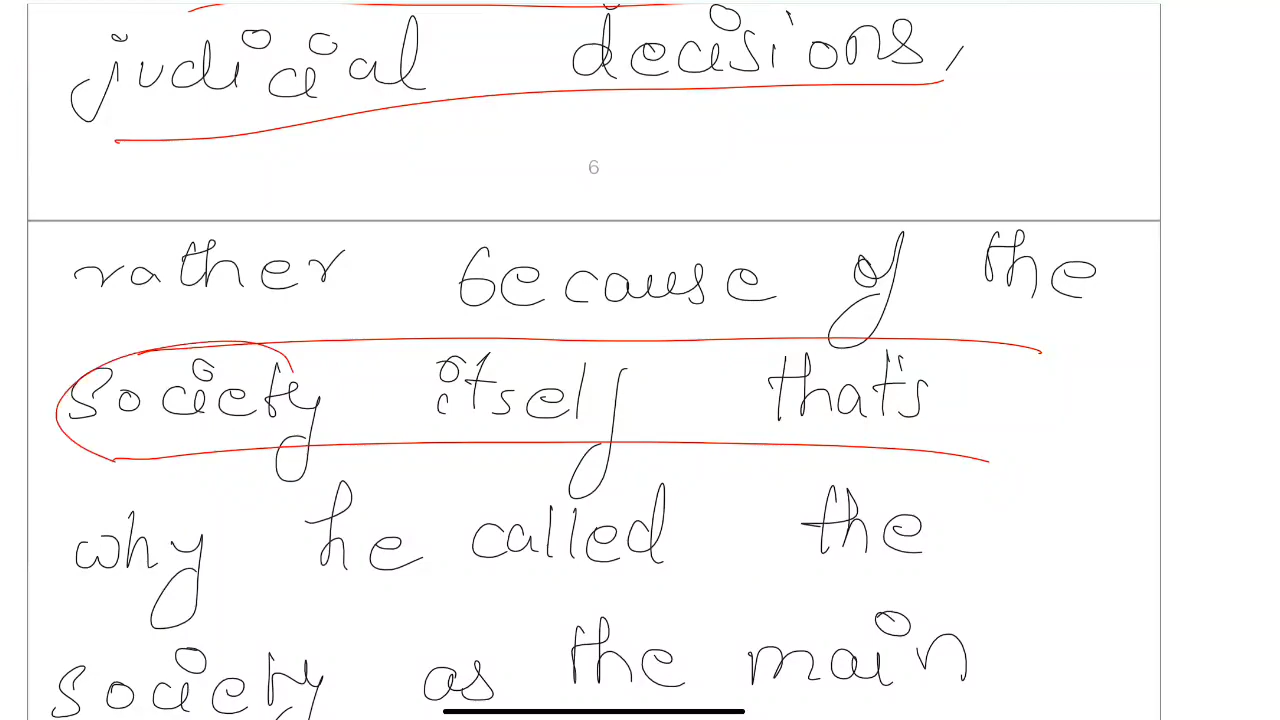 judicial decisions,
6
rather because of the
society itself that's
why he called the
society as the main